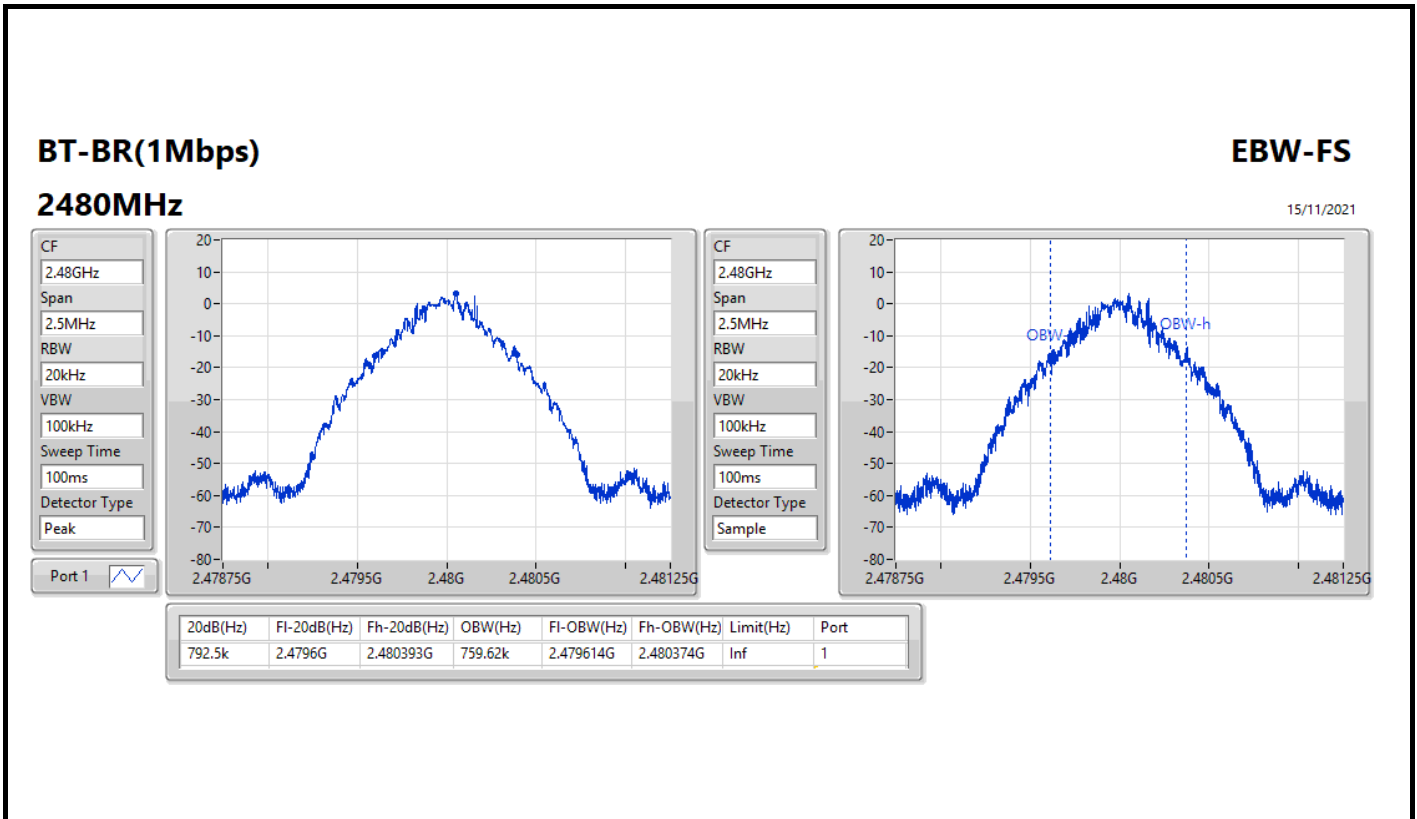 BT-BR(1Mbps)
EBW-FS
2480MHz
15/11/2021
CF
2.48GHz
Span
2.5MHz
RBW
20kHz
VBW
100kHz
Sweep Time
100ms
Detector Type
Peak
Port 1
20
10
0
-10
-20
-30
-40
-50
-60
-70
-80
2.47875G 2.4795G 2.48G 2.4805G 2.48125G
CF
2.48GHz
Span
2.5MHz
RBW
20kHz
VBW
100kHz
Sweep Time
100ms
Detector Type
Sample
20
10
0
-10
-20
-30
-40
-50
-60
-70
-80
OBW-
OBW-h
2.47875G 2.4795G 2.48G 2.4805G 2.48125G
20dB(Hz) Fl-20dB(Hz) Fh-20dB(Hz) OBW(Hz) Fl-OBW(Hz) Fh-OBW(Hz) Limit(Hz) Port
792.5k 2.4796G 2.480393G 759.62k 2.479614G 2.480374G Inf 1